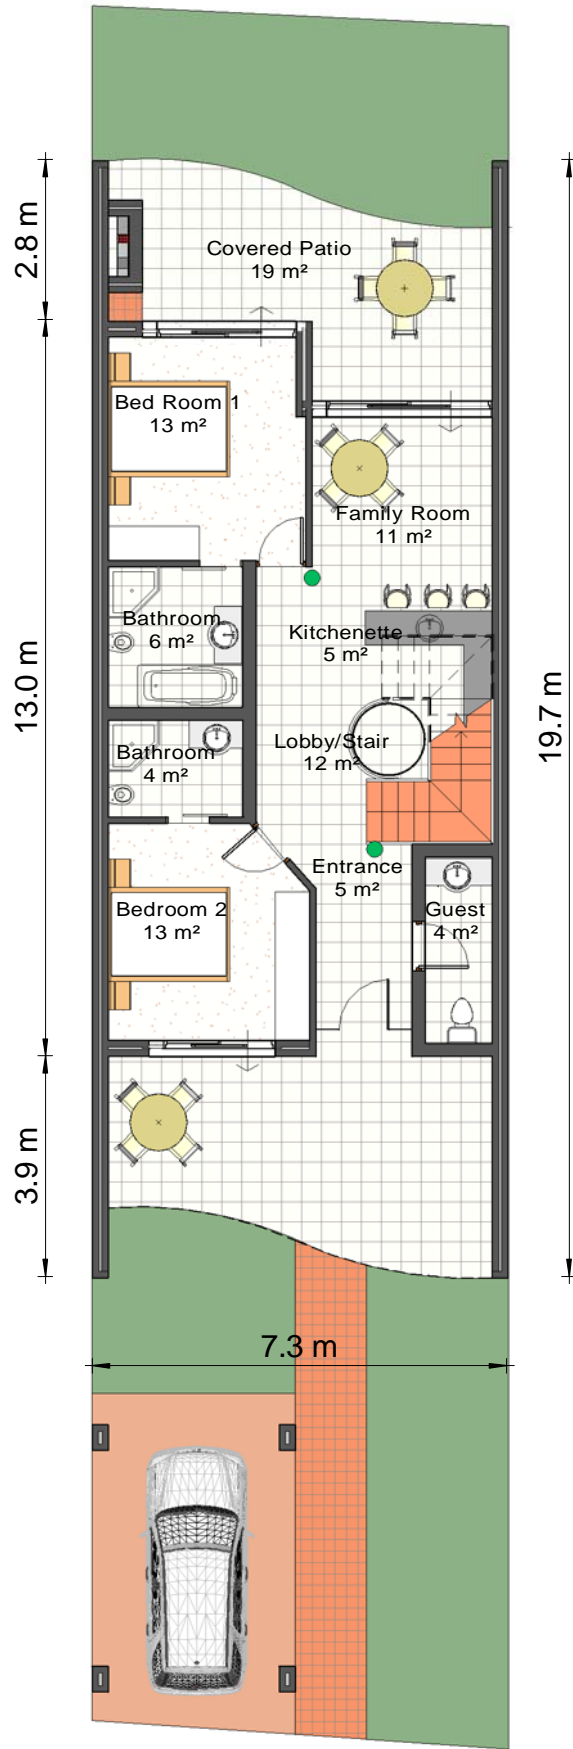 2.8 m
Covered Patio
19 m²
Bed Room 1
13 m²
Family Room
11 m²
Bathroom
6 m²
Kitchenette
5 m²
13.0 m
19.7 m
Lobby/Stair
12 m²
Bathroom
4 m²
Entrance
5 m²
Bedroom 2
13 m²
Guest
4 m²
3.9 m
7.3 m